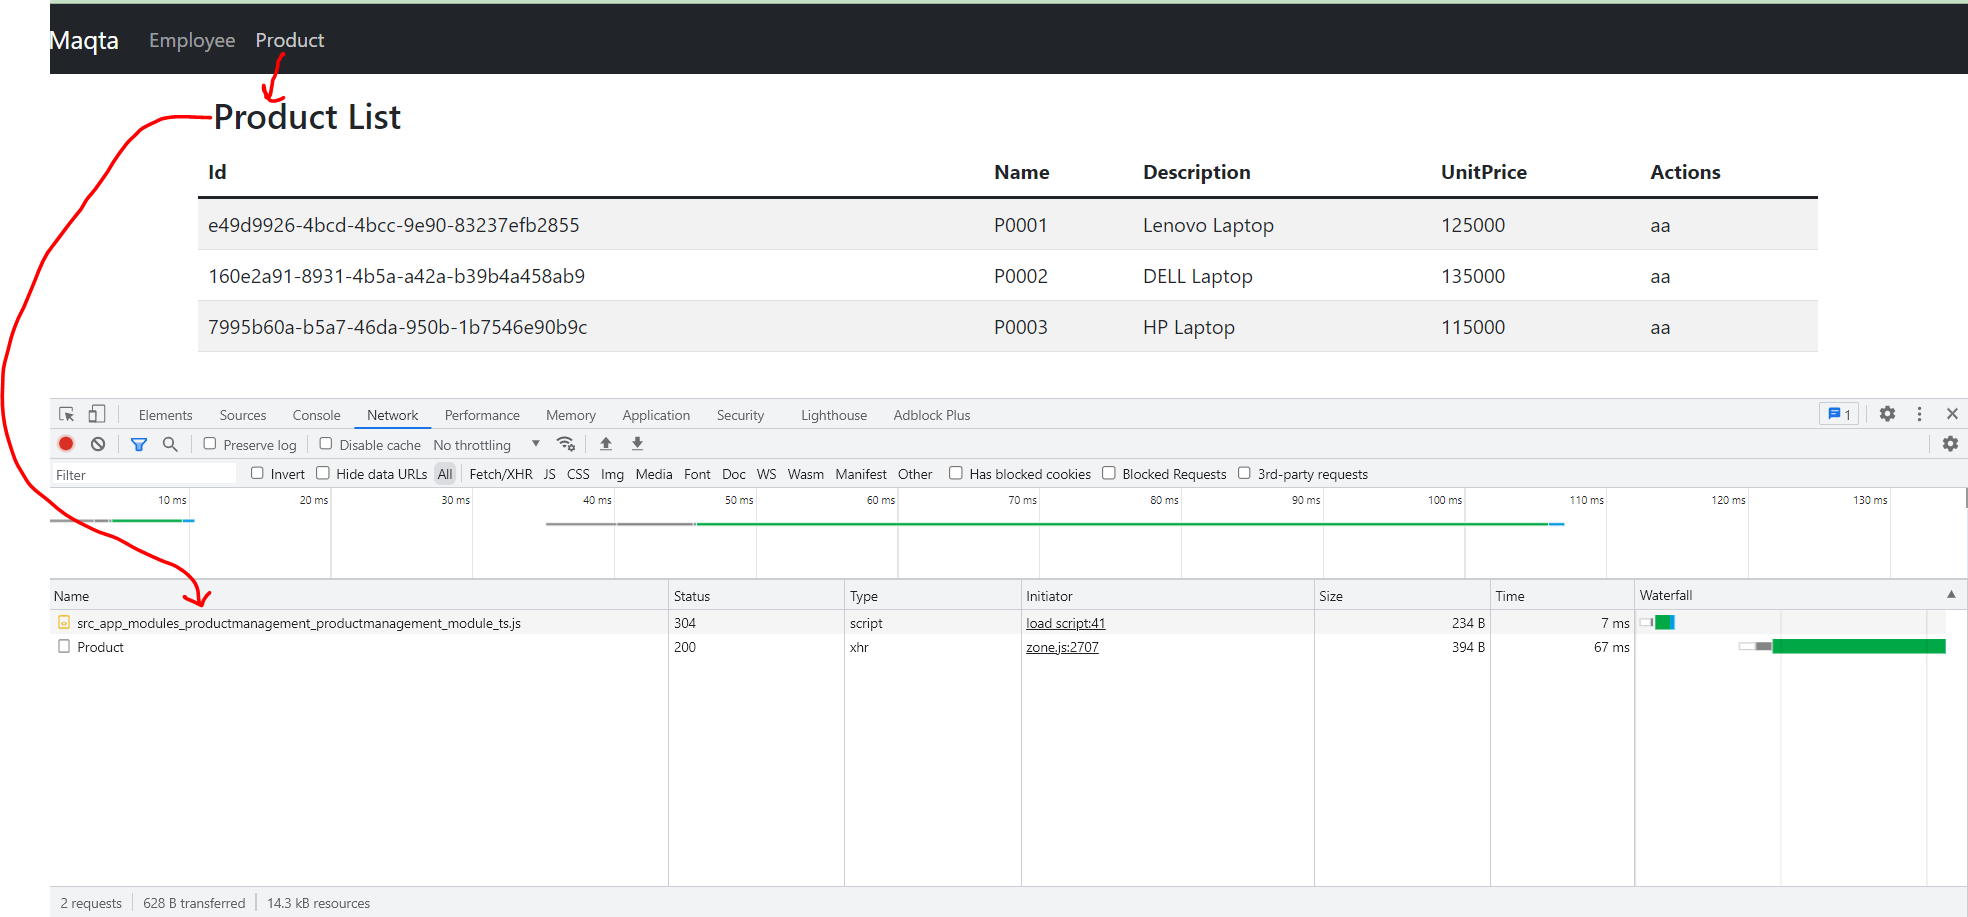 Maqta Employee Product
Product List
Id Name Description UnitPrice Actions
e49d9926-4bcd-4bcc-9e90-83237efb2855 P0001 Lenovo Laptop 125000 aa
160e2a91-8931-4b5a-a42a-b39b4a458ab9 P0002 DELL Laptop 135000 aa
7995b60a-b5a7-46da-950b-1b7546e90b9c P0003 HP Laptop 115000 aa
Elements Sources Console Network Performance Memory Application Security Lighthouse Adblock Plus 1
Preserve log Disable cache No throttling
Filter Invert Hide data URLs All Fetch/XHR JS CSS Img Media Font Doc WS Wasm Manifest Other Has blocked cookies Blocked Requests 3rd-party requests
10 ms 20 ms 30 ms 40 ms 50 ms 60 ms 70 ms 80 ms 90 ms 100 ms 110 ms 120 ms 130 ms
Name Status Type Initiator Size Time Waterfall
src_app_modules_productmanagement_productmanagement_module_ts.js 304 script load script:41 234 B 7 ms
Product 200 xhr zone.js:2707 394 B 67 ms
2 requests 628 B transferred 14.3 kB resources